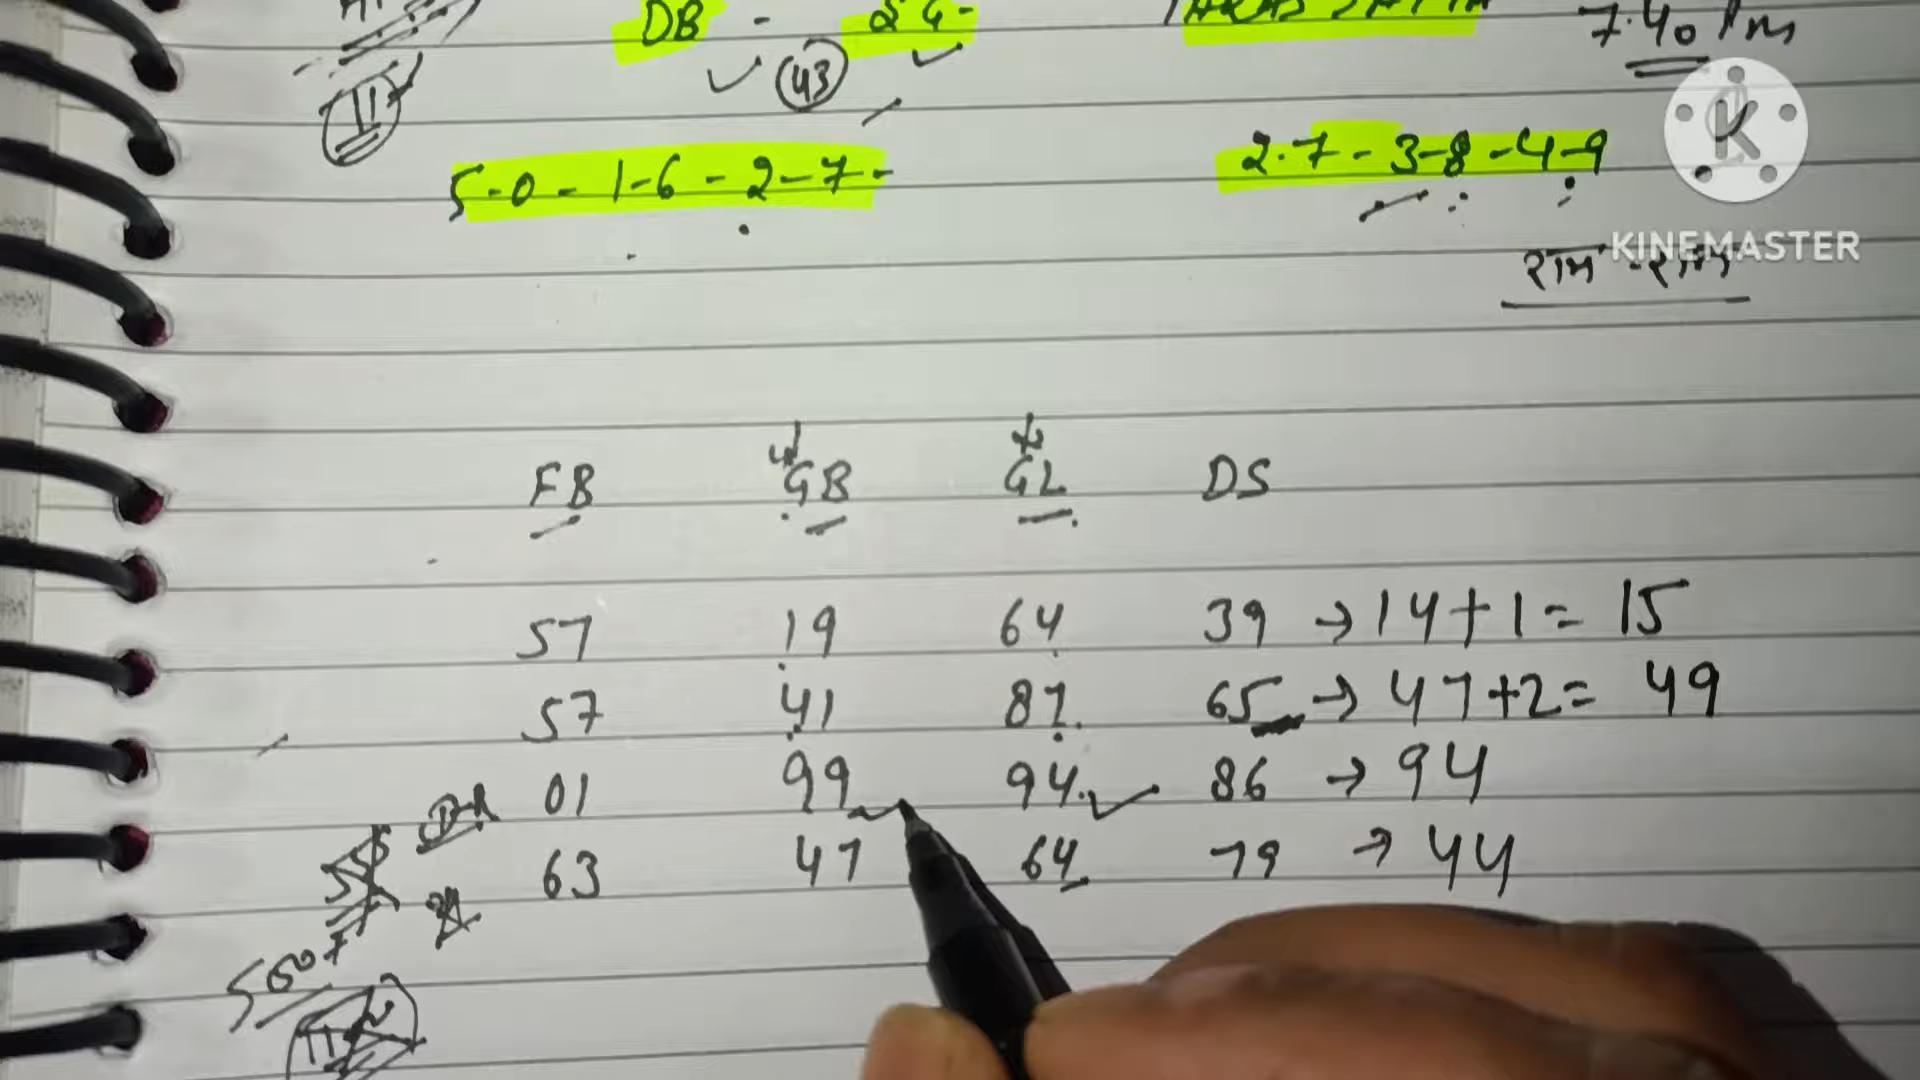 DB - 
7.40 Pm
43
11
5-0-1-6-2-7-
2.7-3-8-4-9
KINEMASTER
राम - राम
FB GB GL DS
57 19 64 39 → 14+1= 15
57 41 87. 65 → 47+2= 49
01 99 94. 86 → 94
63 47 64 79 → 44